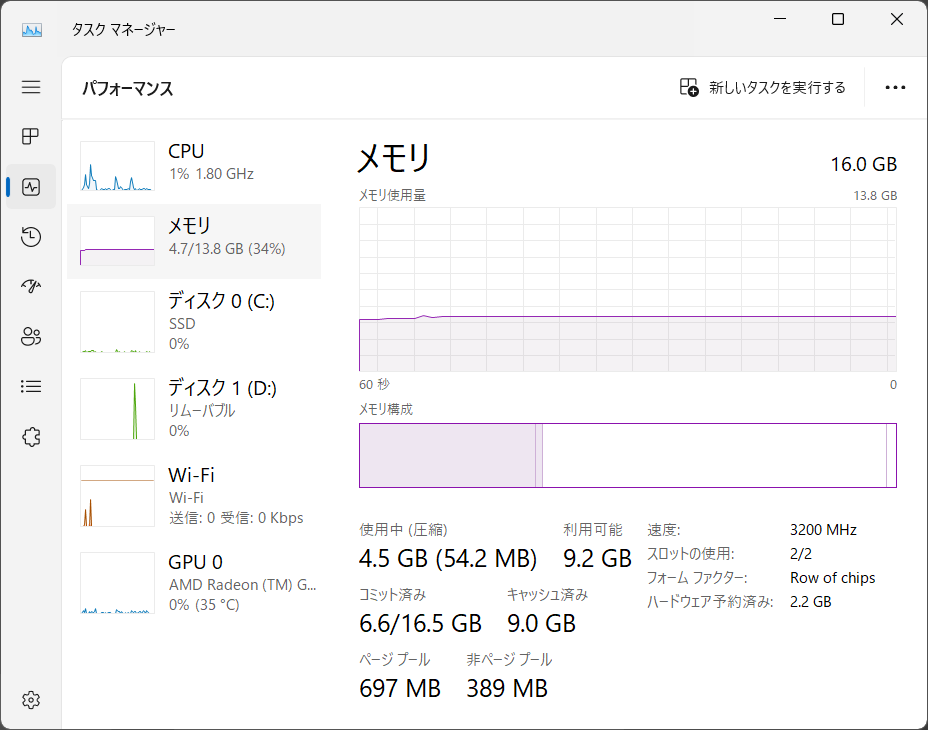 タスク マネージャー
パフォーマンス
新しいタスクを実行する
CPU
1% 1.80 GHz
メモリ
4.7/13.8 GB (34%)
ディスク 0 (C:)
SSD
0%
ディスク 1 (D:)
リムーバブル
0%
Wi-Fi
Wi-Fi
送信: 0 受信: 0 Kbps
GPU 0
AMD Radeon (TM) G...
0% (35 °C)
メモリ
16.0 GB
メモリ使用量
13.8 GB
60 秒
0
メモリ構成
使用中 (圧縮)
4.5 GB (54.2 MB)
利用可能
9.2 GB
コミット済み
6.6/16.5 GB
キャッシュ済み
9.0 GB
ページ プール
697 MB
非ページ プール
389 MB
速度:
3200 MHz
スロットの使用:
2/2
フォーム ファクター:
Row of chips
ハードウェア予約済み:
2.2 GB